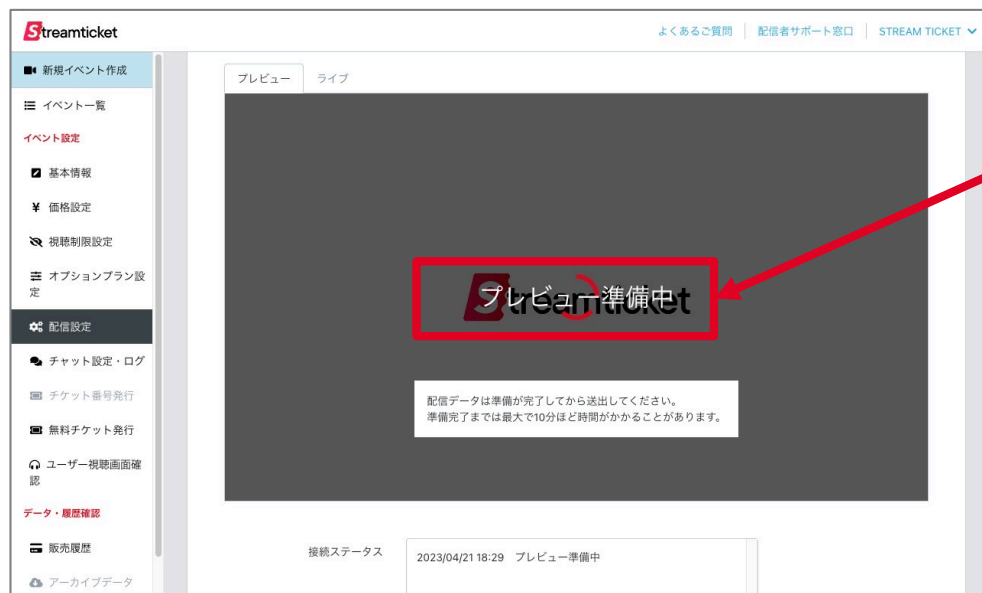 Streamticket
よくあるご質問
配信者サポート窓口
STREAM TICKET
新規イベント作成
イベント一覧
イベント設定
基本情報
価格設定
視聴制限設定
オプションプラン設
定
配信設定
チャット設定・ログ
チケット番号発行
無料チケット発行
ユーザー視聴画面確
認
データ・履歴確認
販売履歴
アーカイブデータ
プレビュー
ライブ
Streamticket
プレビュー準備中
配信データは準備が完了してから送出してください。
準備完了までは最大で10分ほど時間がかかることがあります。
接続ステータス
2023/04/21 18:29 プレビュー準備中